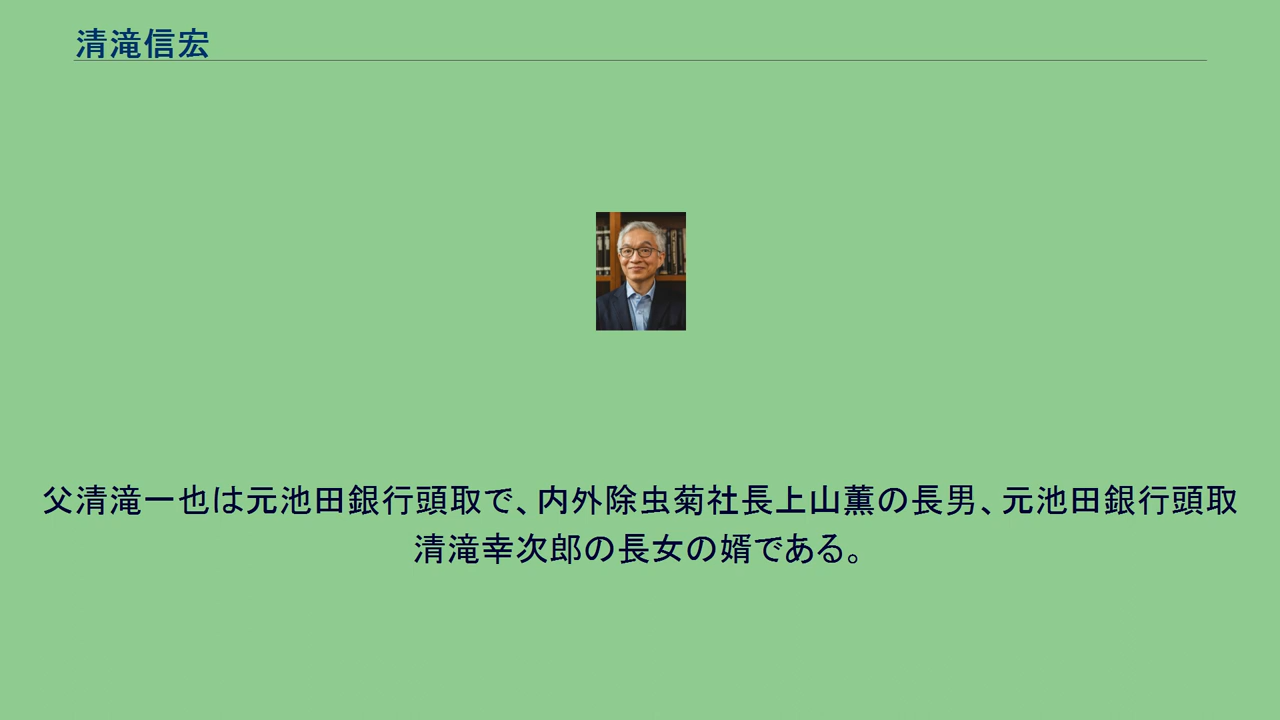 清滝信宏
父清滝一也は元池田銀行頭取で、内外除虫菊社長上山薫の長男、元池田銀行頭取
清滝幸次郎の長女の婿である。